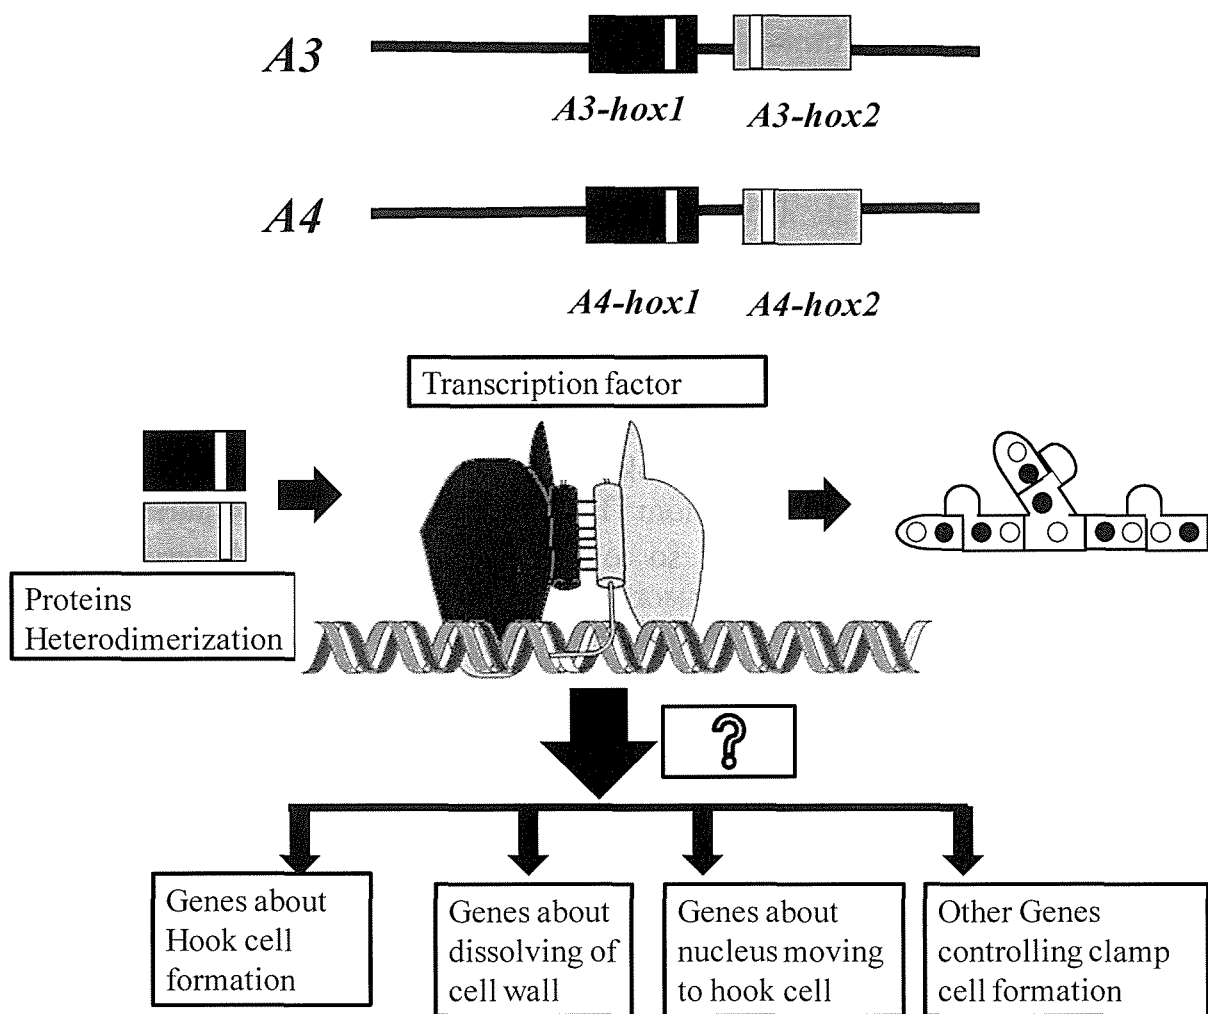 A3
A3-hox1 A3-hox2
A4
A4-hox1 A4-hox2
Transcription factor
Proteins
Heterodimerization
?
Genes about
Hook cell
formation
Genes about
dissolving of
cell wall
Genes about
nucleus moving
to hook cell
Other Genes
controlling clamp
cell formation